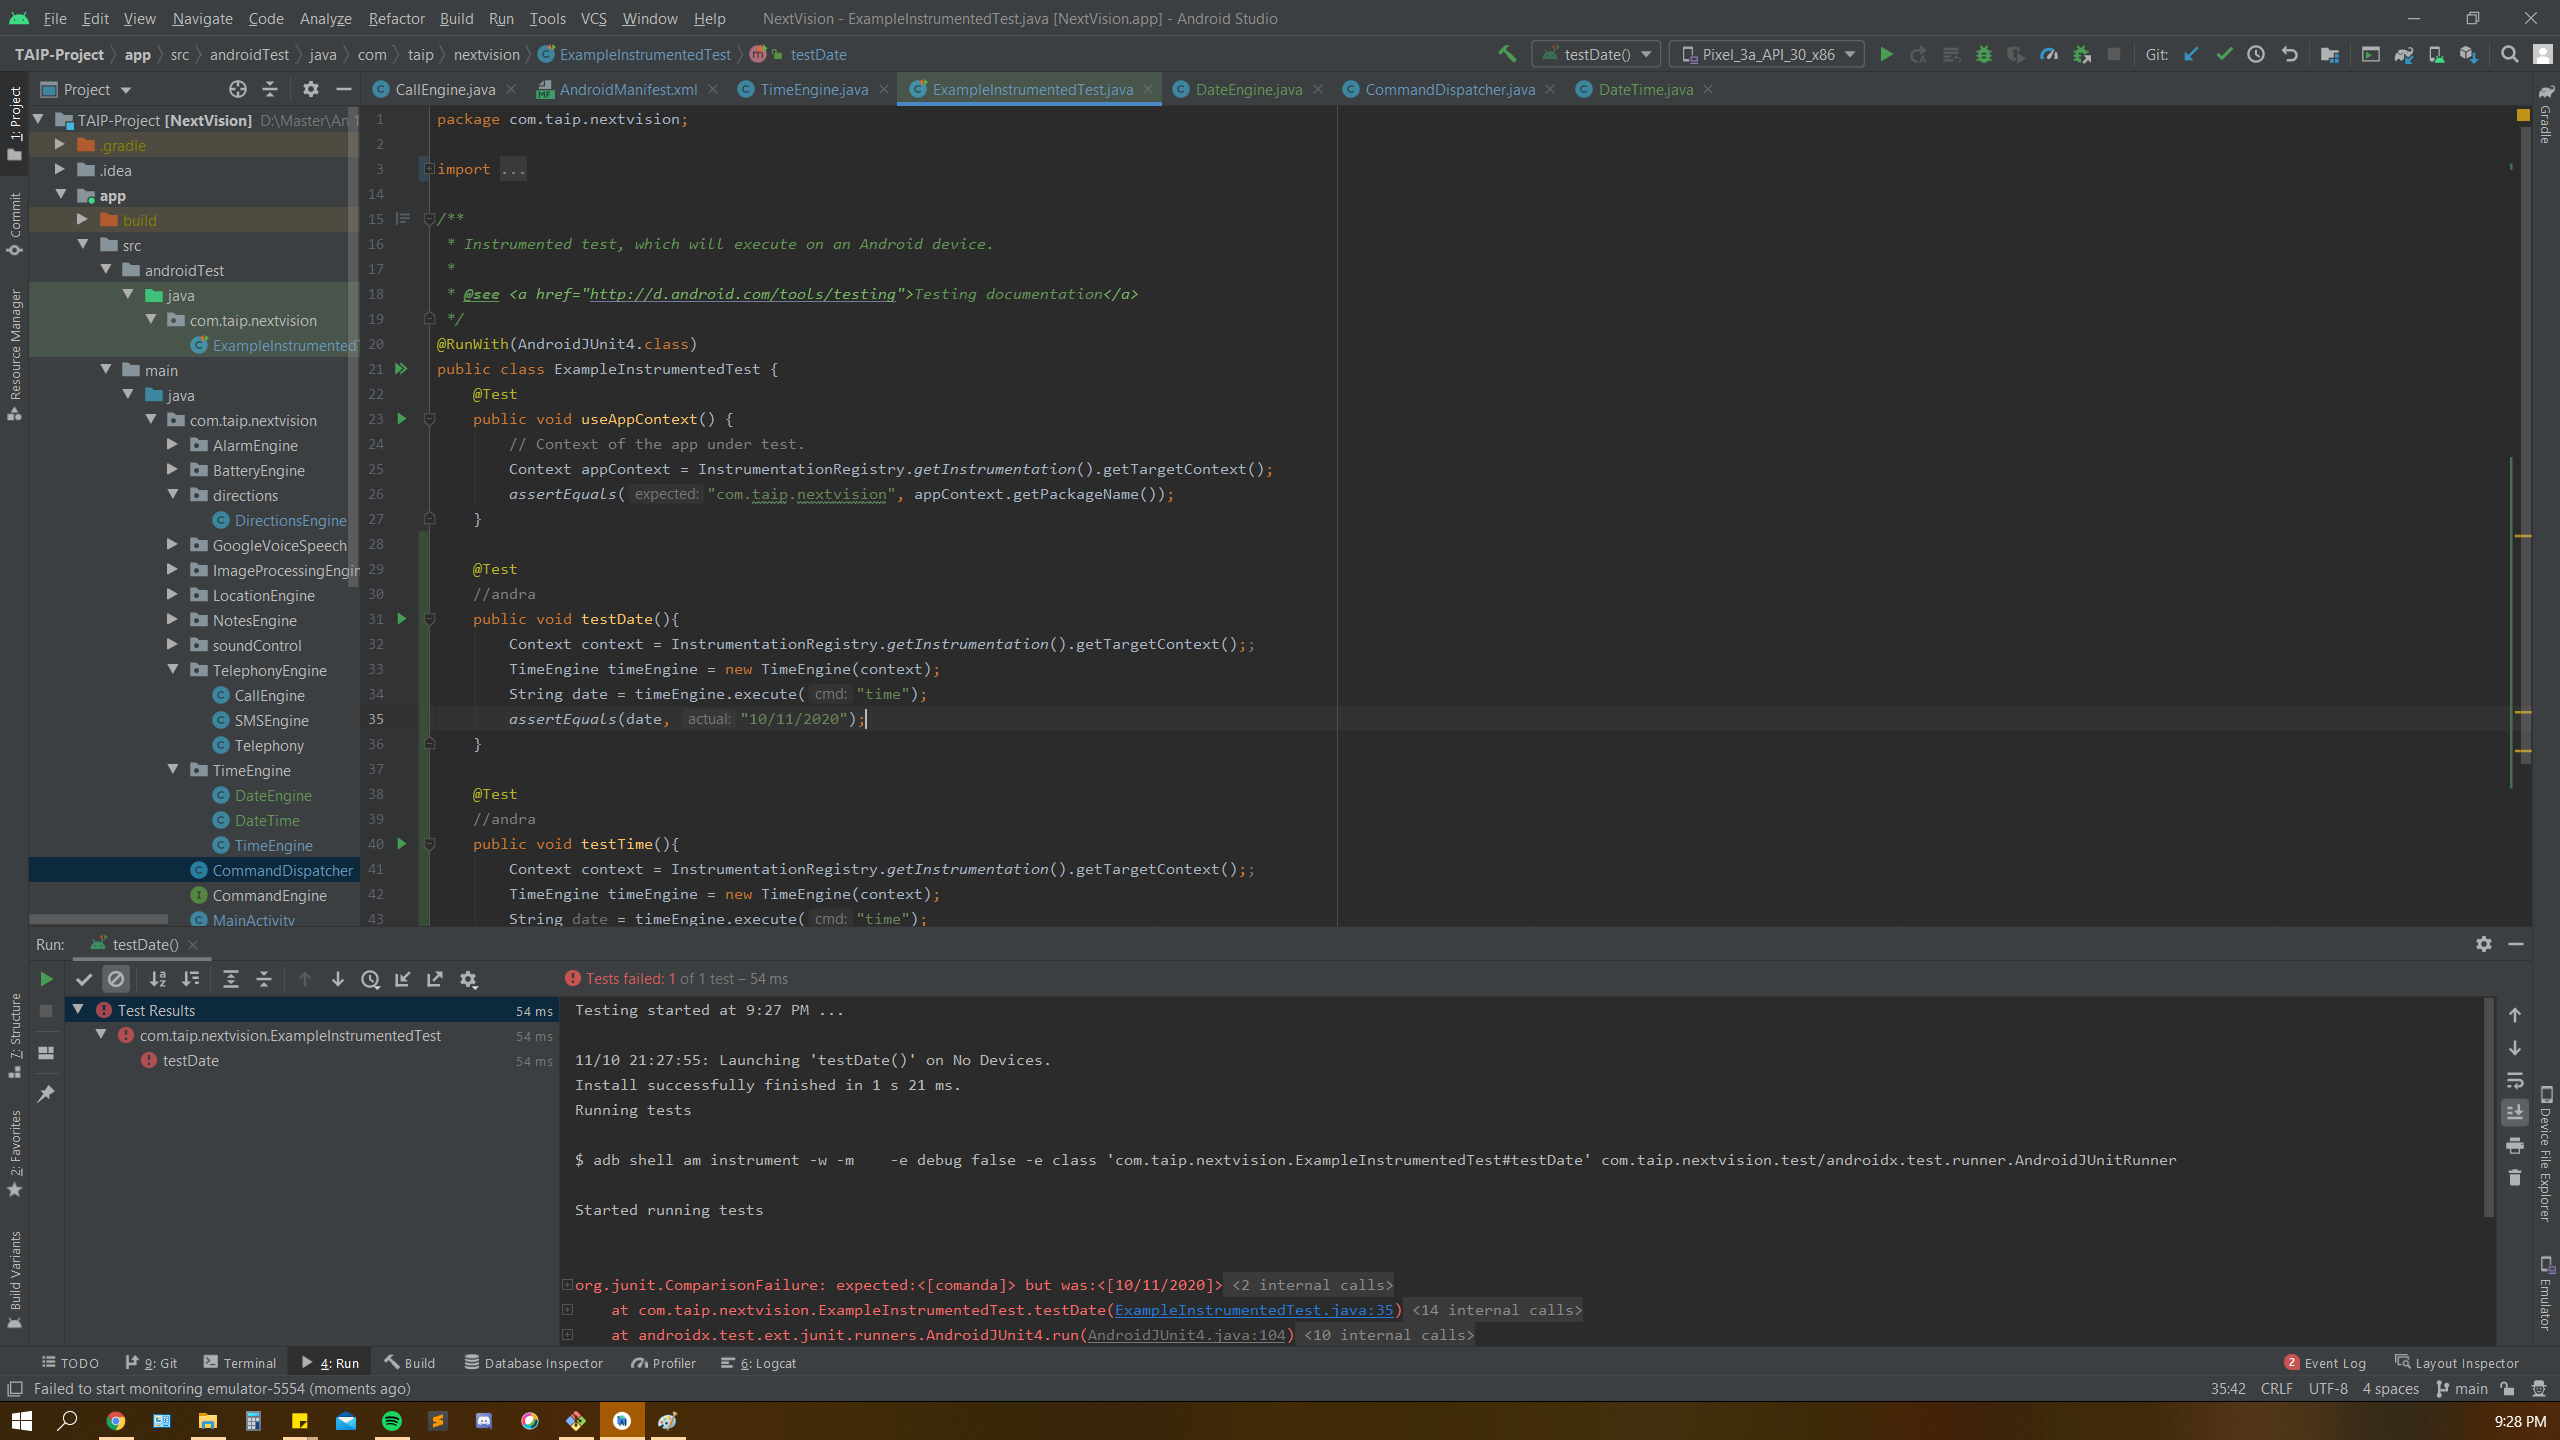 File Edit View Navigate Code Analyze Refactor Build Run Tools VCS Window Help NextVision - ExampleInstrumentedTest.java [NextVision.app] - Android Studio
TAIP-Project app src androidTest java com taip nextvision ExampleInstrumentedTest testDate testDate() Pixel_3a_API_30_x86 Git:
Project CallEngine.java AndroidManifest.xml TimeEngine.java ExampleInstrumentedTest.java DateEngine.java CommandDispatcher.java DateTime.java
1: Project
Commit
Resource Manager
7: Structure
2: Favorites
Build Variants
TAIP-Project [NextVision] D:\Master\An 1
.gradle
.idea
app
build
src
androidTest
java
com.taip.nextvision
ExampleInstrumentedT
main
java
com.taip.nextvision
AlarmEngine
BatteryEngine
directions
DirectionsEngine
GoogleVoiceSpeech
ImageProcessingEngin
LocationEngine
NotesEngine
soundControl
TelephonyEngine
CallEngine
SMSEngine
Telephony
TimeEngine
DateEngine
DateTime
TimeEngine
CommandDispatcher
CommandEngine
MainActivity
1 package com.taip.nextvision;
2
3 import ...
14
15 /**
16 * Instrumented test, which will execute on an Android device.
17 *
18 * @see <a href="http://d.android.com/tools/testing">Testing documentation</a>
19 */
20 @RunWith(AndroidJUnit4.class)
21 public class ExampleInstrumentedTest {
22 @Test
23 public void useAppContext() {
24 // Context of the app under test.
25 Context appContext = InstrumentationRegistry.getInstrumentation().getTargetContext();
26 assertEquals( expected: "com.taip.nextvision", appContext.getPackageName());
27 }
28
29 @Test
30 //andra
31 public void testDate(){
32 Context context = InstrumentationRegistry.getInstrumentation().getTargetContext();;
33 TimeEngine timeEngine = new TimeEngine(context);
34 String date = timeEngine.execute( cmd: "time");
35 assertEquals(date, actual: "10/11/2020");
36 }
37
38 @Test
39 //andra
40 public void testTime(){
41 Context context = InstrumentationRegistry.getInstrumentation().getTargetContext();;
42 TimeEngine timeEngine = new TimeEngine(context);
43 String date = timeEngine.execute( cmd: "time");
Gradle
Device File Explorer
Emulator
Run: testDate()
Tests failed: 1 of 1 test – 54 ms
Test Results 54 ms
com.taip.nextvision.ExampleInstrumentedTest 54 ms
testDate 54 ms
Testing started at 9:27 PM ...
11/10 21:27:55: Launching 'testDate()' on No Devices.
Install successfully finished in 1 s 21 ms.
Running tests
$ adb shell am instrument -w -m    -e debug false -e class 'com.taip.nextvision.ExampleInstrumentedTest#testDate' com.taip.nextvision.test/androidx.test.runner.AndroidJUnitRunner
Started running tests
org.junit.ComparisonFailure: expected:<[comanda]> but was:<[10/11/2020]> <2 internal calls>
at com.taip.nextvision.ExampleInstrumentedTest.testDate(ExampleInstrumentedTest.java:35) <14 internal calls>
at androidx.test.ext.junit.runners.AndroidJUnit4.run(AndroidJUnit4.java:104) <10 internal calls>
TODO 9: Git Terminal 4: Run Build Database Inspector Profiler 6: Logcat 2 Event Log Layout Inspector
Failed to start monitoring emulator-5554 (moments ago) 35:42 CRLF UTF-8 4 spaces main
9:28 PM